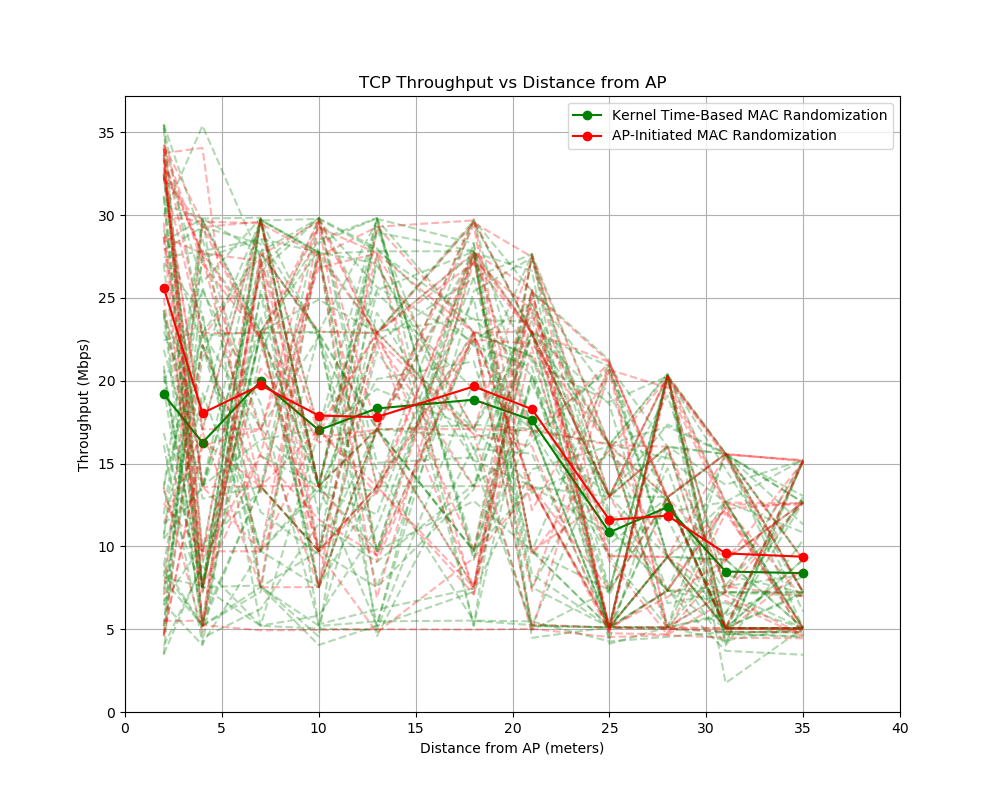 TCP Throughput vs Distance from AP
Kernel Time-Based MAC Randomization
AP-Initiated MAC Randomization
Throughput (Mbps)
35
30
25
20
15
10
5
0
0 5 10 15 20 25 30 35 40
Distance from AP (meters)